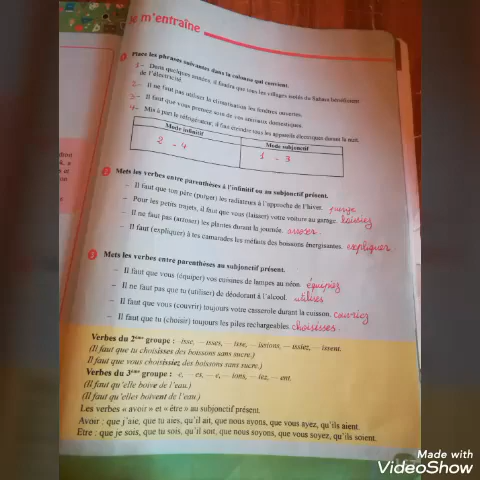 Je m'entraîne
1 Place les phrases suivantes dans la colonne qui convient.
1- Dans quelques années, il faudra que tous les villages isolés du Sahara bénéficient
de l'électricité.
2- Il ne faut pas utiliser la climatisation les fenêtres ouvertes.
3- Il faut que vous preniez soin de vos animaux domestiques.
4- Mis à part le réfrigérateur, il faut éteindre tous les appareils électriques durant la nuit.
Mode infinitif Mode subjonctif
2 - 4 1 - 3
2 Mets les verbes entre parenthèses à l'infinitif ou au subjonctif présent.
– Il faut que ton père (purger) les radiateurs à l'approche de l'hiver. purge
– Pour les petits trajets, il faut que vous (laisser) votre voiture au garage. laissiez
– Il ne faut pas (arroser) les plantes durant la journée. arroser
– Il faut (expliquer) à tes camarades les méfaits des boissons énergisantes. expliquer
3 Mets les verbes entre parenthèses au subjonctif présent.
– Il faut que vous (équiper) vos cuisines de lampes au néon. équipiez
– Il ne faut pas que tu (utiliser) de déodorant à l'alcool. utilises
– Il faut que vous (couvrir) toujours votre casserole durant la cuisson. couvriez
– Il faut que tu (choisir) toujours les piles rechargeables. choisisses
Verbes du 2ème groupe : – isse, – isses, – isse, – issions, – issiez, – issent.
(Il faut que tu choisisses des boissons sans sucre.)
Il faut que vous choisissiez des boissons sans sucre.)
Verbes du 3ème groupe : e, – es, – e, – ions, – iez, – ent.
(Il faut qu'elle boive de l'eau.)
(Il faut qu'elles boivent de l'eau.)
Les verbes « avoir » et « être » au subjonctif présent.
Avoir : que j'aie, que tu aies, qu'il ait, que nous ayons, que vous ayez, qu'ils aient.
Etre : que je sois, que tu sois, qu'il soit, que nous soyons, que vous soyez, qu'ils soient.
Made with
VideoShow